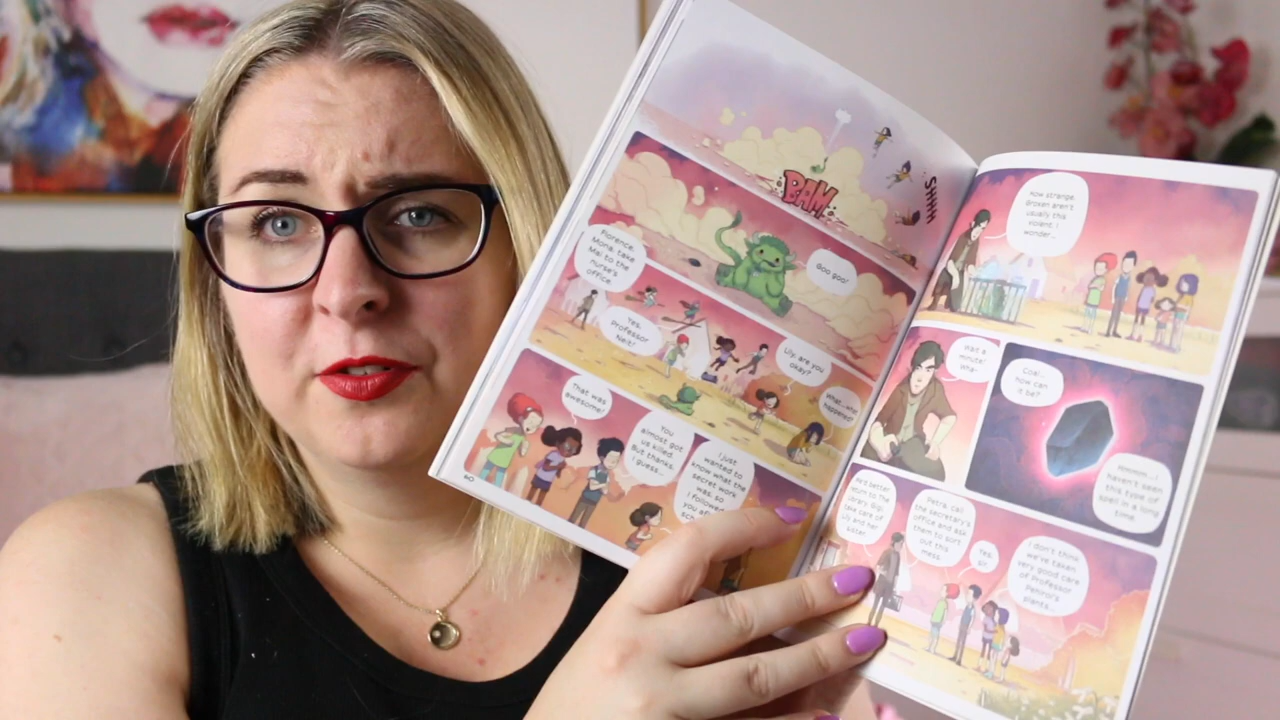 BAM
SHHH
Goo goo!
Florence,
Mona, take
Mai to the
nurse's
office.
Yes,
Professor
Neit!
Lily, are you
okay?
What...what
happened?
That was
awesome!
You
almost got
us killed.
But thanks,
I guess...
I just
wanted to
know what the
secret work
was, so
I followed
60
How strange.
Broken aren't
usually this
violent. I
wonder...
Wait a
minute!
Wha-
Coal-
how can
it be?
Hmmm... I
haven't seen
this type of
spell in a long
time.
And better
return to The
Library. Gigi,
take care of
Lily and her
sister.
Petra, call
the secretary's
office and ask
them to sort
out this
mess.
Yes,
sir.
I don't think
we've taken
very good care
of Professor
plants...